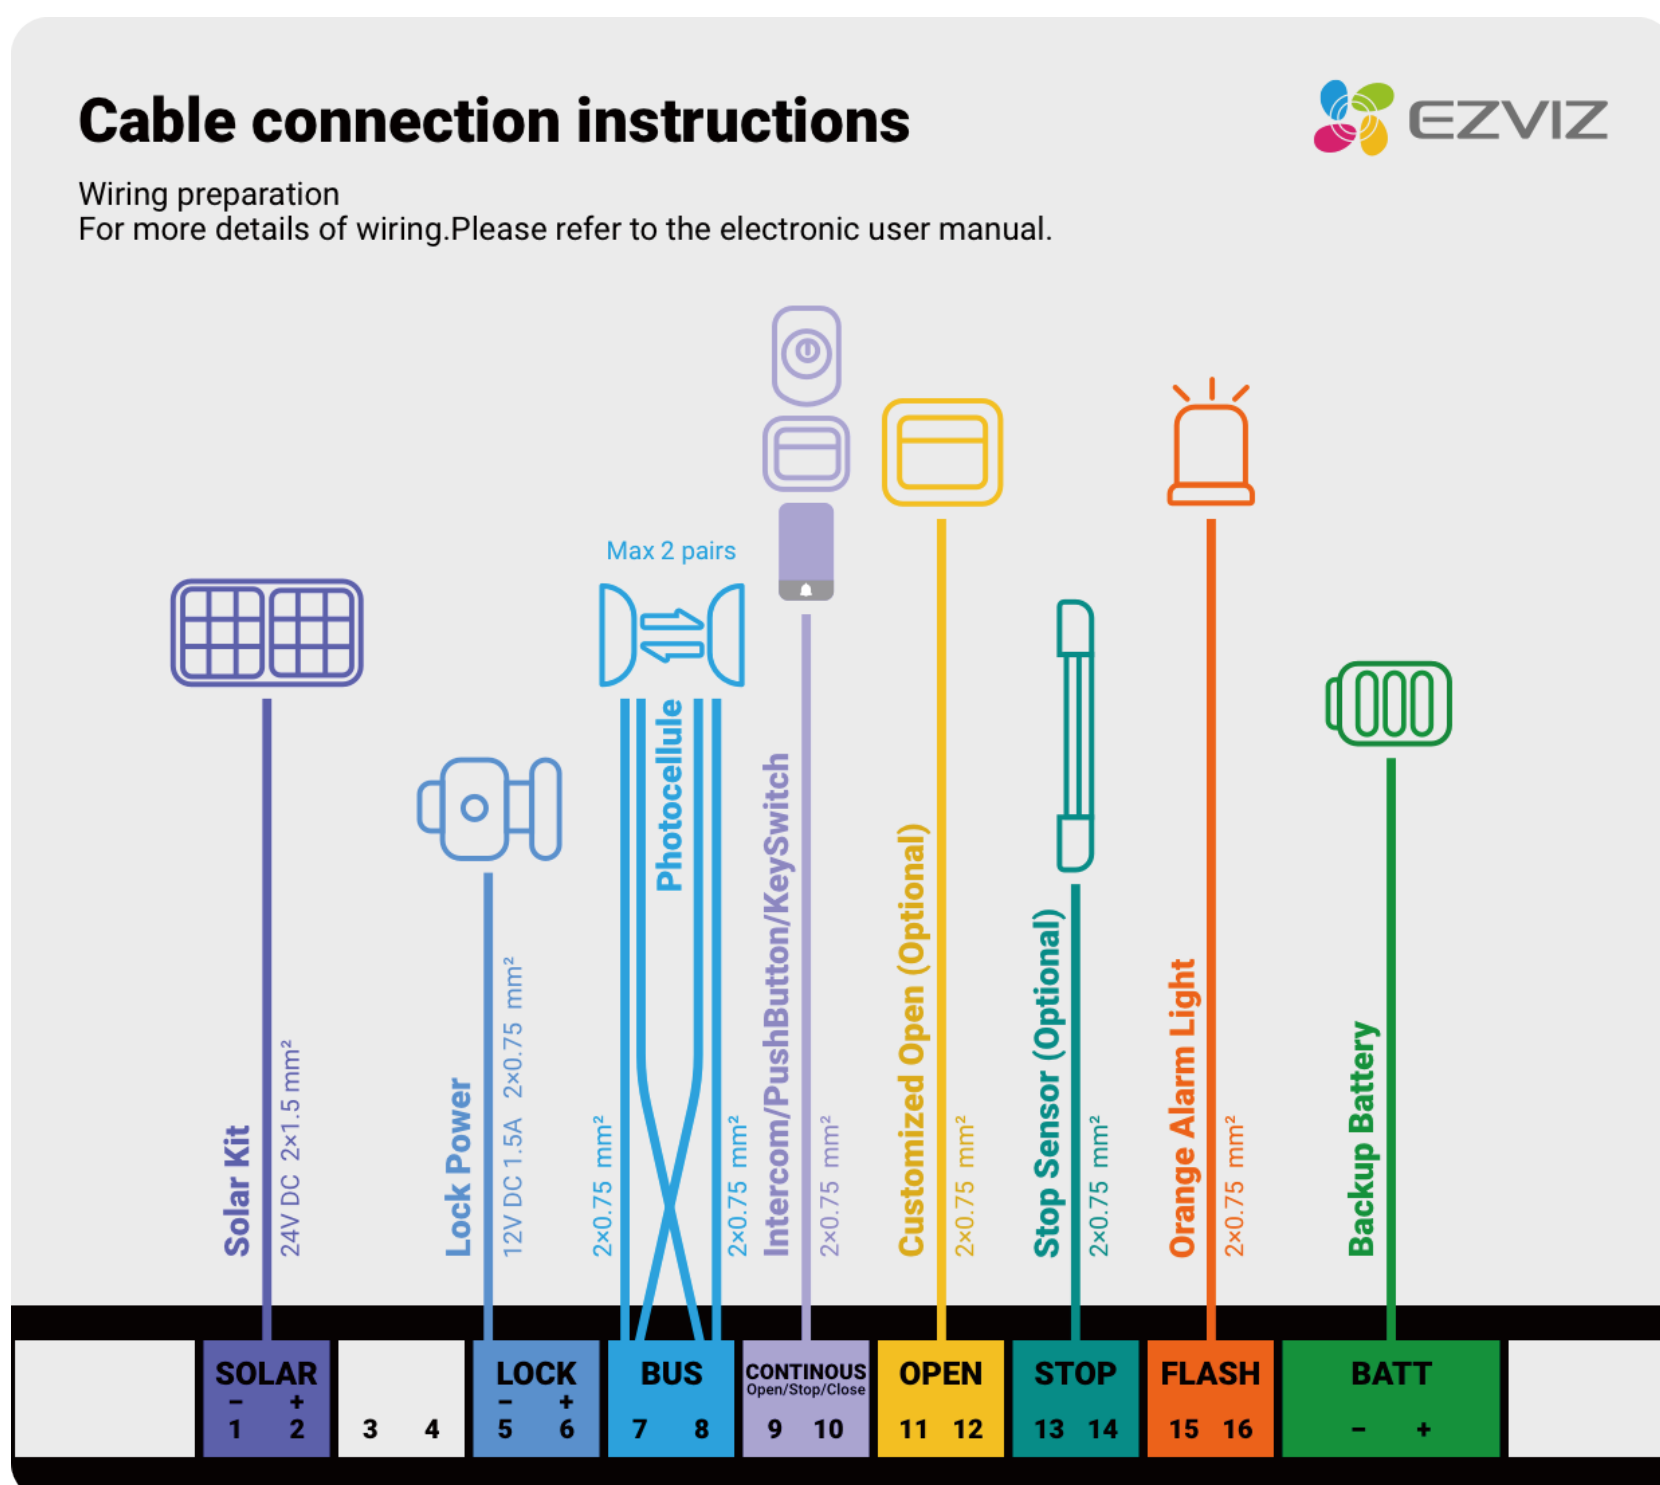 Cable connection instructions
EZVIZ
Wiring preparation
For more details of wiring.Please refer to the electronic user manual.
Max 2 pairs
Solar Kit
24V DC 2×1.5 mm²
Lock Power
12V DC 1.5A 2×0.75 mm²
2×0.75 mm²
Photocellule
2×0.75 mm²
Intercom/PushButton/KeySwitch
2×0.75 mm²
Customized Open (Optional)
2×0.75 mm²
Stop Sensor (Optional)
2×0.75 mm²
Orange Alarm Light
2×0.75 mm²
Backup Battery
SOLAR
− +
1 2
3 4
LOCK
− +
5 6
BUS
7 8
CONTINOUS
Open/Stop/Close
9 10
OPEN
11 12
STOP
13 14
FLASH
15 16
BATT
− +